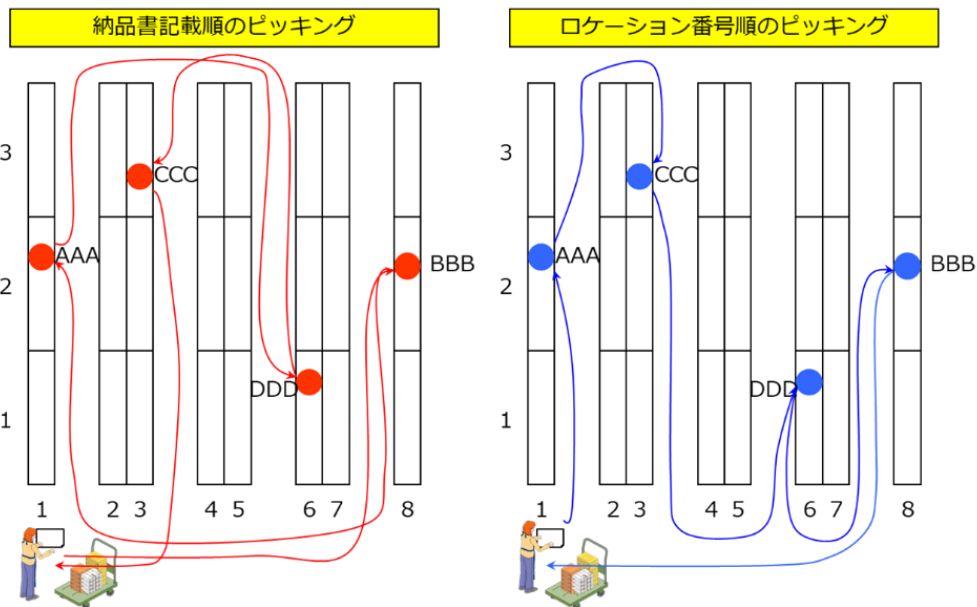 納品書記載順のピッキング
3
CCC
AAA
BBB
2
DDD
1
1 2 3 4 5 6 7 8
ロケーション番号順のピッキング
3
CCC
AAA
BBB
2
DDD
1
1 2 3 4 5 6 7 8